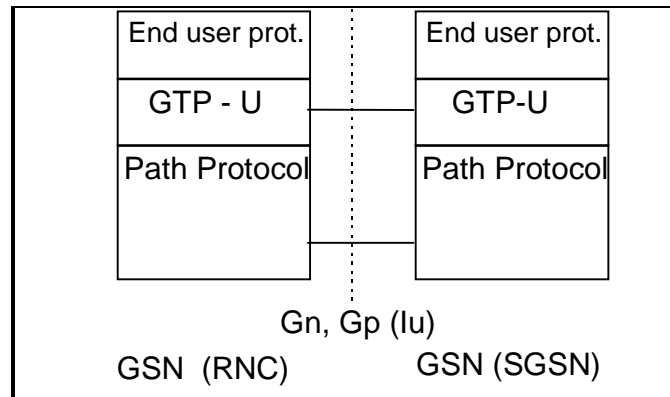 End user prot.
End user prot.
GTP - U
GTP-U
Path Protocol
Path Protocol
Gn, Gp (Iu)
GSN (RNC)
GSN (SGSN)